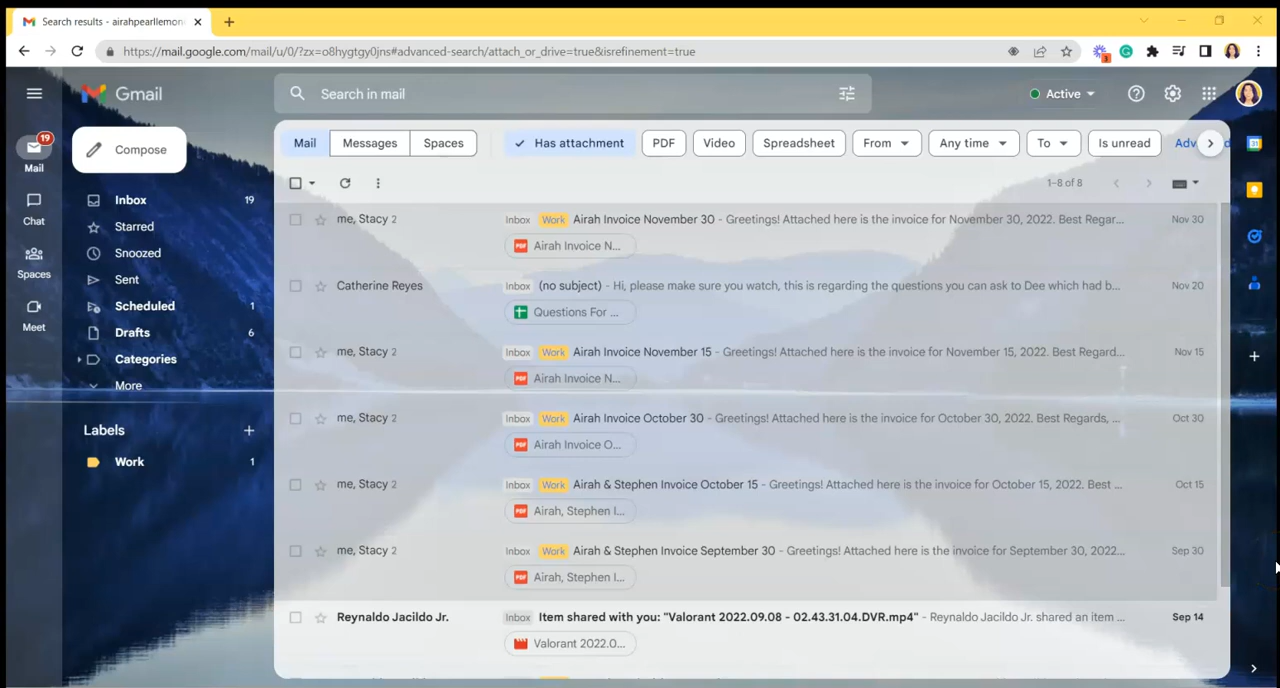 Search results - airahpearllemon
https://mail.google.com/mail/u/0/?zx=o8hygtgy0jns#advanced-search/attach_or_drive=true&isrefinement=true
3
Gmail
Search in mail
Active
19
Mail
Chat
Spaces
Meet
Compose
Inbox 19
Starred
Snoozed
Sent
Scheduled 1
Drafts 6
Categories
More
Labels
Work 1
Mail Messages Spaces Has attachment PDF Video Spreadsheet From Any time To Is unread Adv d
1–8 of 8
me, Stacy 2 Inbox Work Airah Invoice November 30 - Greetings! Attached here is the invoice for November 30, 2022. Best Regar... Nov 30
PDF Airah Invoice N...
Catherine Reyes Inbox (no subject) - Hi, please make sure you watch, this is regarding the questions you can ask to Dee which had b... Nov 20
Questions For ...
me, Stacy 2 Inbox Work Airah Invoice November 15 - Greetings! Attached here is the invoice for November 15, 2022. Best Regard... Nov 15
PDF Airah Invoice N...
me, Stacy 2 Inbox Work Airah Invoice October 30 - Greetings! Attached here is the invoice for October 30, 2022. Best Regards, ... Oct 30
PDF Airah Invoice O...
me, Stacy 2 Inbox Work Airah & Stephen Invoice October 15 - Greetings! Attached here is the invoice for October 15, 2022. Best ... Oct 15
PDF Airah, Stephen I...
me, Stacy 2 Inbox Work Airah & Stephen Invoice September 30 - Greetings! Attached here is the invoice for September 30, 2022... Sep 30
PDF Airah, Stephen I...
Reynaldo Jacildo Jr. Inbox Item shared with you: "Valorant 2022.09.08 - 02.43.31.04.DVR.mp4" - Reynaldo Jacildo Jr. shared an item ... Sep 14
Valorant 2022.0...